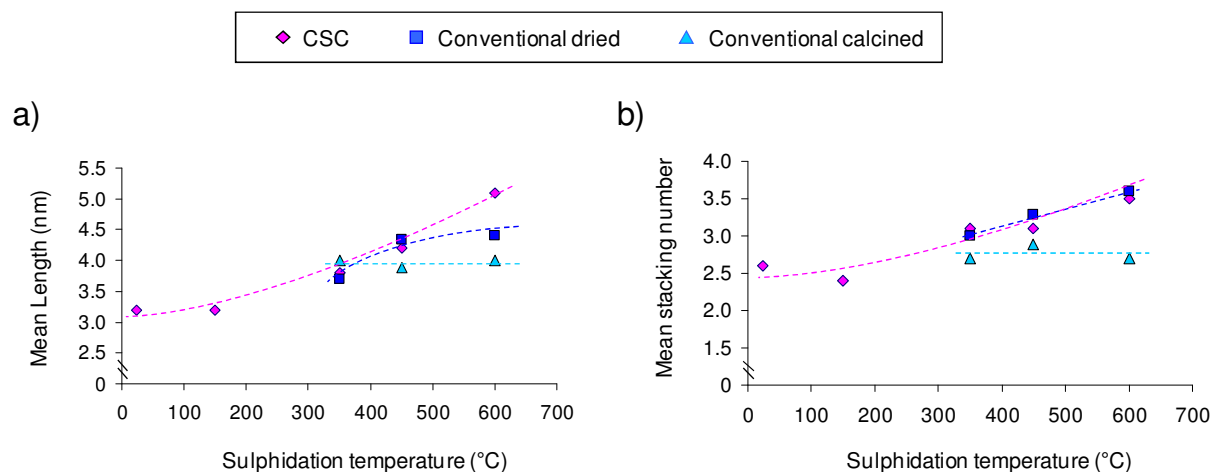 CSC Conventional dried Conventional calcined
a)
Mean Length (nm)
5.5
5.0
4.5
4.0
3.5
3.0
2.5
0
0 100 200 300 400 500 600 700
Sulphidation temperature (°C)
b)
Mean stacking number
4.0
3.5
3.0
2.5
2.0
1.5
0
0 100 200 300 400 500 600 700
Sulphidation temperature (°C)